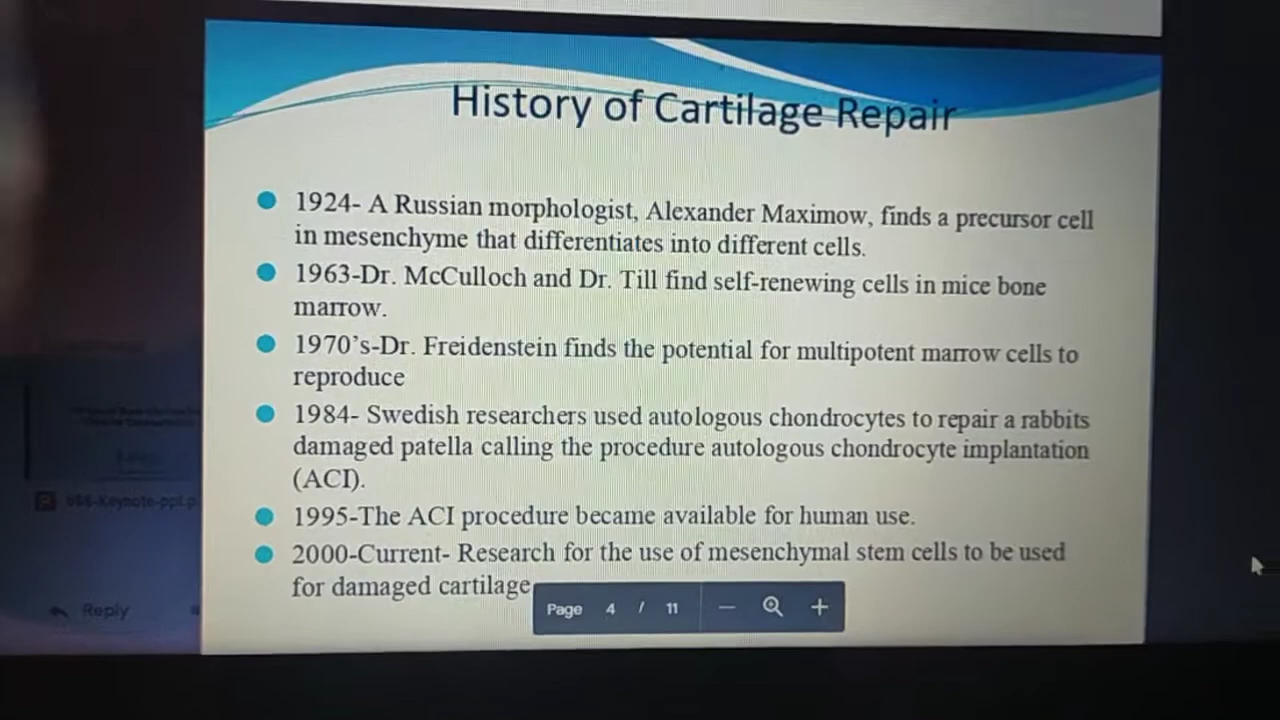 History of Cartilage Repair
1924- A Russian morphologist, Alexander Maximow, finds a precursor cell
in mesenchyme that differentiates into different cells.
1963-Dr. McCulloch and Dr. Till find self-renewing cells in mice bone
marrow.
1970's-Dr. Freidenstein finds the potential for multipotent marrow cells to
reproduce
1984- Swedish researchers used autologous chondrocytes to repair a rabbits
damaged patella calling the procedure autologous chondrocyte implantation
(ACI).
1995-The ACI procedure became available for human use.
2000-Current- Research for the use of mesenchymal stem cells to be used
for damaged cartilage
Page 4 / 11
Reply